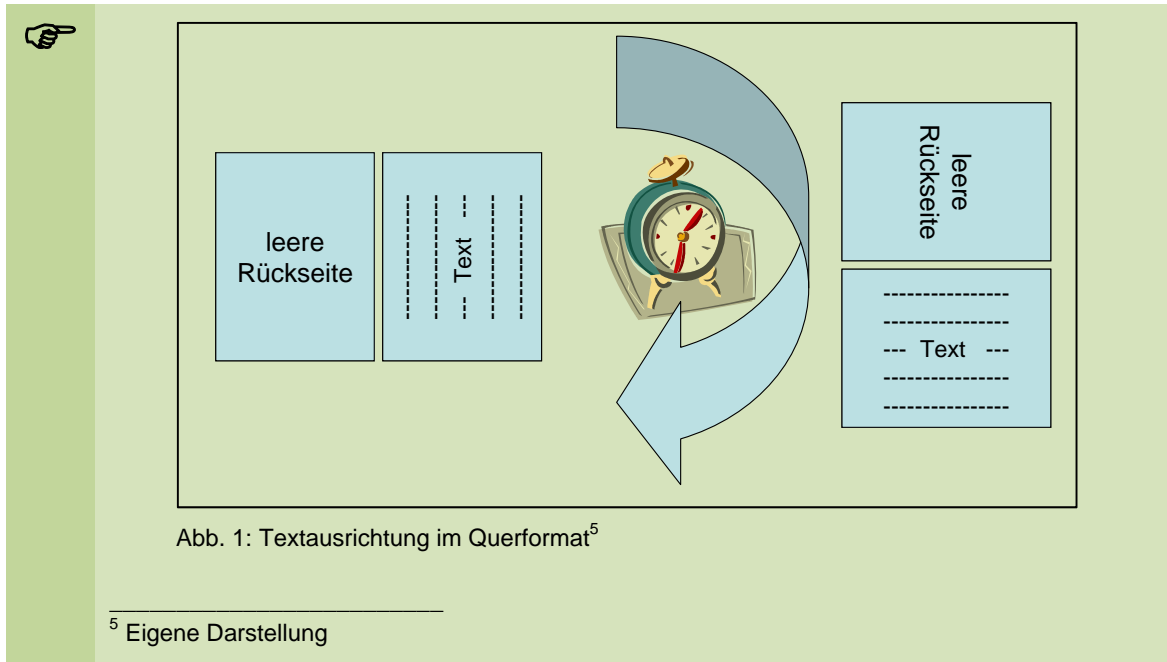 leere
Rückseite
--- Text ---
leere
Rückseite
--- Text ---
Abb. 1: Textausrichtung im Querformat⁵
⁵ Eigene Darstellung